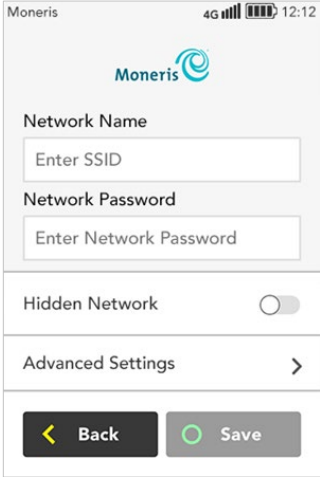 Moneris 4G 12:12
Moneris
Network Name
Enter SSID
Network Password
Enter Network Password
Hidden Network
Advanced Settings
Back Save